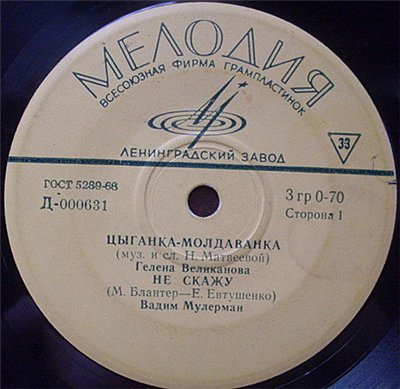 МЕЛОДИЯ
ВСЕСОЮЗНАЯ ФИРМА ГРАМПЛАСТИНОК
ЛЕНИНГРАДСКИЙ ЗАВОД
33
ГОСТ 5289-68
Д-000631
3 гр 0-70
Сторона 1
ЦЫГАНКА-МОЛДАВАНКА
(муз. и сл. Н. Матвеевой)
Гелена Великанова
НЕ СКАЖУ
(М. Блантер—Е. Евтушенко)
Вадим Мулерман